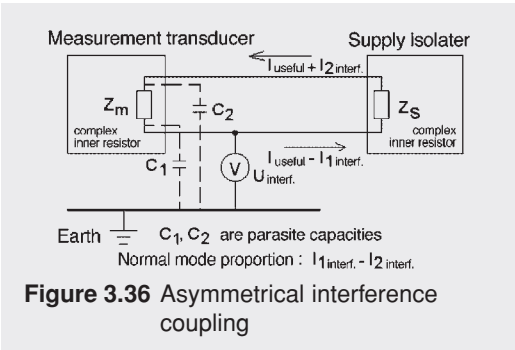 Measurement transducer
Supply isolater
I useful + I2 interf.
Zm
C2
ZS
complex
inner resistor
complex
inner resistor
C1
V
U interf.
I useful - I1 interf.
Earth
C1, C2 are parasite capacities
Normal mode proportion : I1 interf. - I2 interf.
Figure 3.36 Asymmetrical interference
coupling